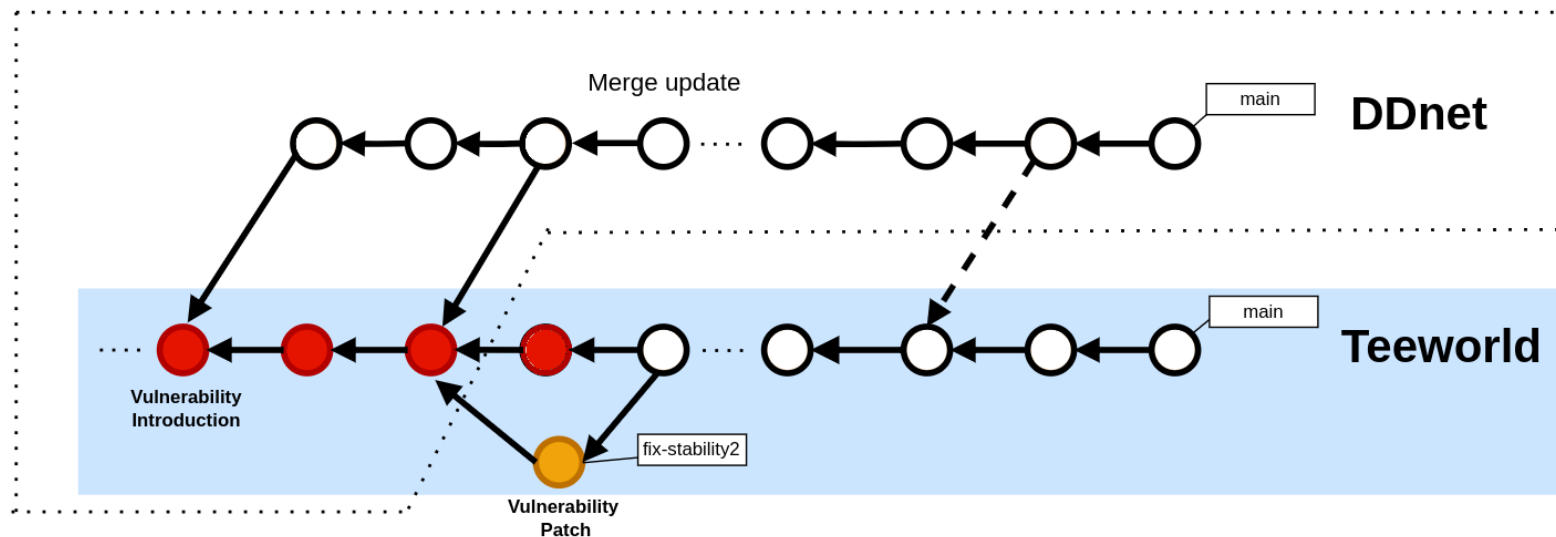 Merge update
main
DDnet
main
Teeworld
Vulnerability
Introduction
fix-stability2
Vulnerability
Patch